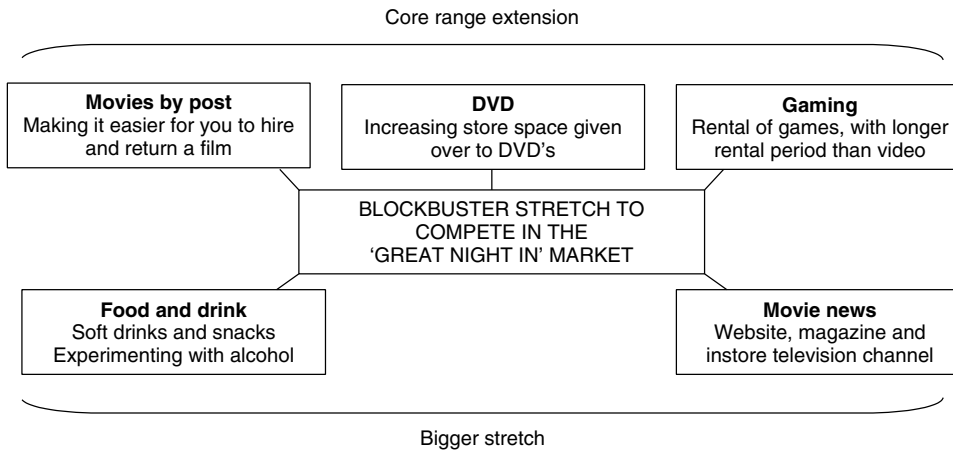 Core range extension
Movies by post
Making it easier for you to hire
and return a film
DVD
Increasing store space given
over to DVD's
Gaming
Rental of games, with longer
rental period than video
BLOCKBUSTER STRETCH TO
COMPETE IN THE
‘GREAT NIGHT IN’ MARKET
Food and drink
Soft drinks and snacks
Experimenting with alcohol
Movie news
Website, magazine and
instore television channel
Bigger stretch